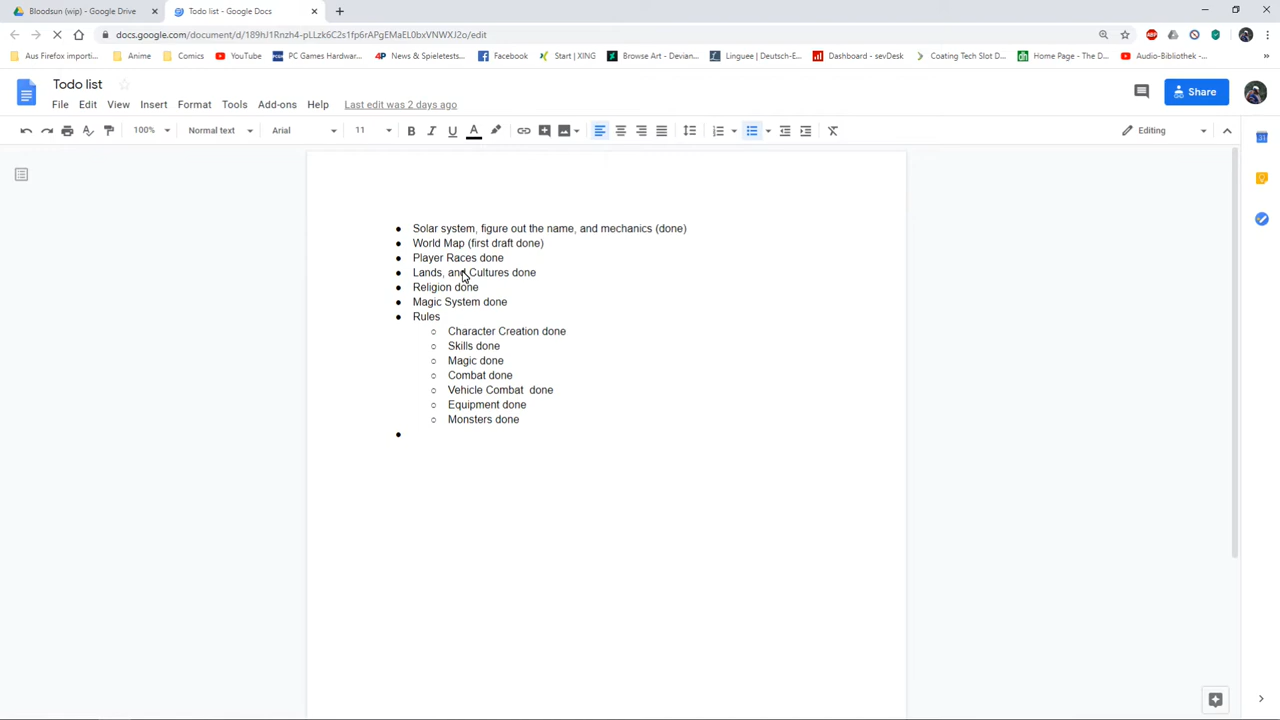 Bloodsun (wip) - Google Drive
Todo list - Google Docs
docs.google.com/document/d/189hJ1Rnzh4-pLLzk6C2s1fp6rAPgEMaEL0bxVNWXJ2o/edit
Aus Firefox importi...
Anime
Comics
YouTube
PC Games Hardwar...
4P News & Spieletests...
Facebook
Start | XING
Browse Art - Devian...
Linguee | Deutsch-E...
Dashboard - sevDesk
Coating Tech Slot D...
dh Home Page - The D...
Audio-Bibliothek -...
Todo list
File Edit View Insert Format Tools Add-ons Help Last edit was 2 days ago
Share
100% Normal text Arial 11 B I U A Editing
31
Solar system, figure out the name, and mechanics (done)
World Map (first draft done)
Player Races done
Lands, and Cultures done
Religion done
Magic System done
Rules
Character Creation done
Skills done
Magic done
Combat done
Vehicle Combat  done
Equipment done
Monsters done